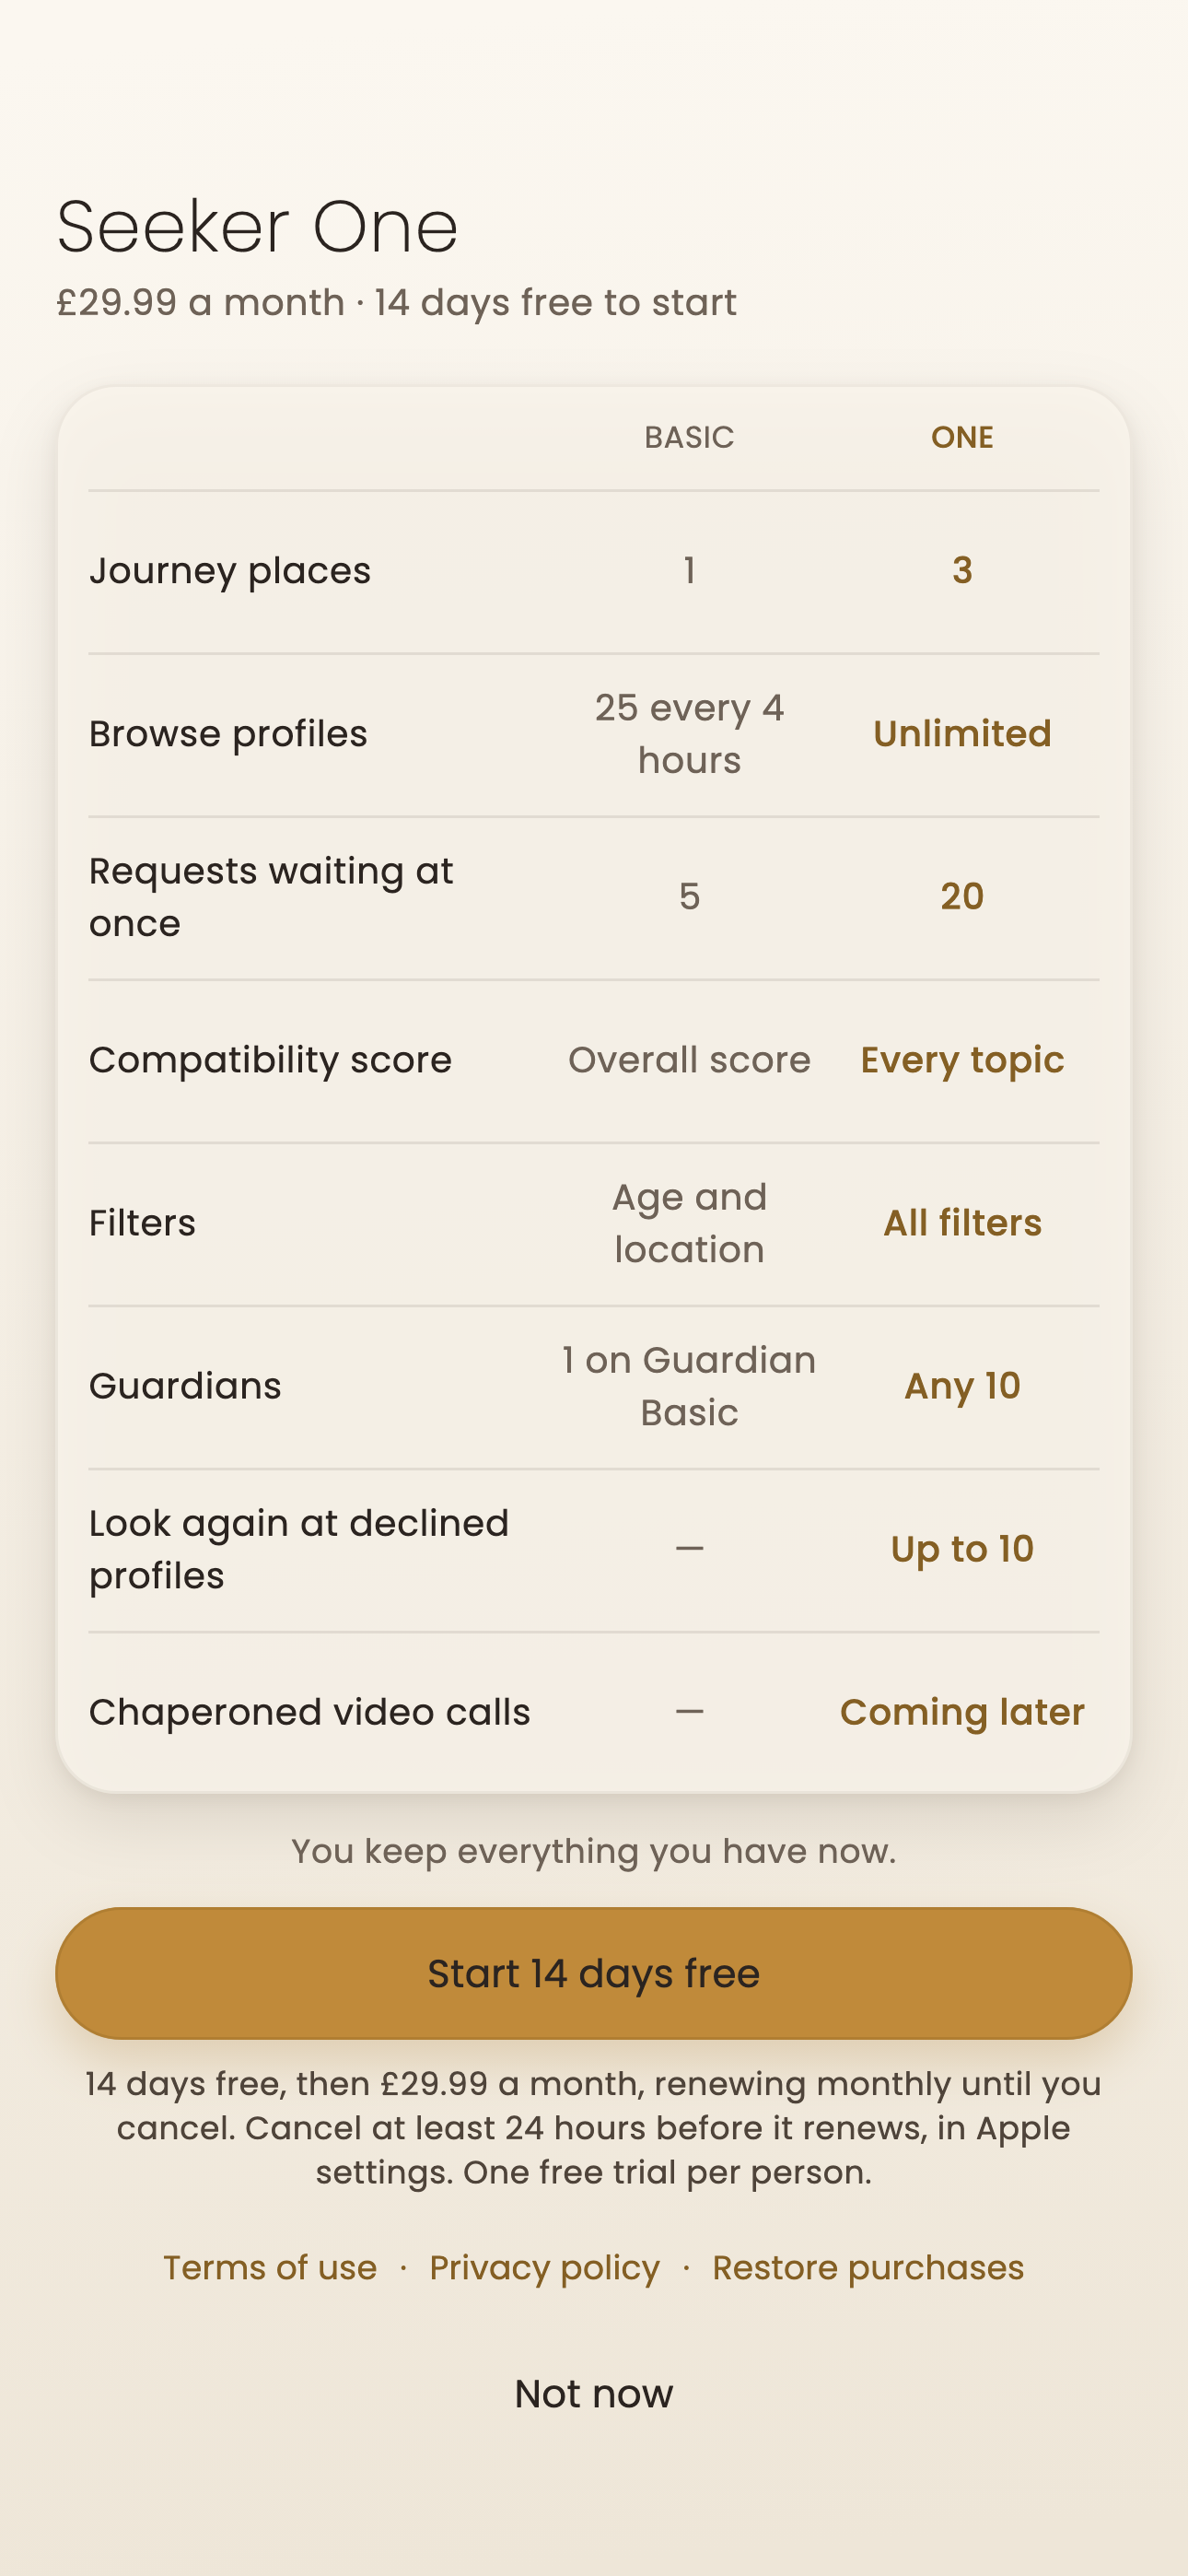 Seeker One
£29.99 a month · 14 days free to start
BASIC ONE
Journey places 1 3
Browse profiles 25 every 4 hours Unlimited
Requests waiting at once 5 20
Compatibility score Overall score Every topic
Filters Age and location All filters
Guardians 1 on Guardian Basic Any 10
Look again at declined profiles — Up to 10
Chaperoned video calls — Coming later
You keep everything you have now.
Start 14 days free
14 days free, then £29.99 a month, renewing monthly until you
cancel. Cancel at least 24 hours before it renews, in Apple
settings. One free trial per person.
Terms of use · Privacy policy · Restore purchases
Not now